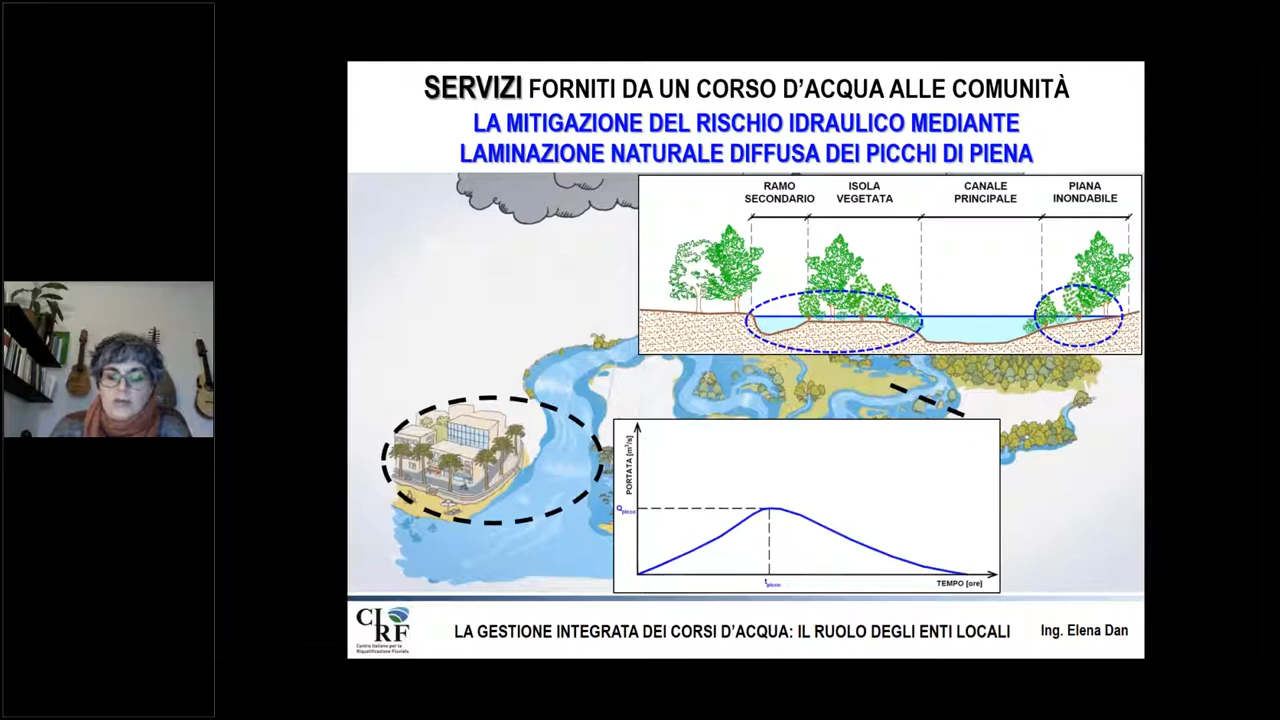 SERVIZI FORNITI DA UN CORSO D'ACQUA ALLE COMUNITÀ
LA MITIGAZIONE DEL RISCHIO IDRAULICO MEDIANTE
LAMINAZIONE NATURALE DIFFUSA DEI PICCHI DI PIENA
RAMO SECONDARIO
ISOLA VEGETATA
CANALE PRINCIPALE
PIANA INONDABILE
PORTATA [m³/s]
Qpicco
tpicco
TEMPO [ore]
CIRF
Centro Italiano per la
Riqualificazione Fluviale
LA GESTIONE INTEGRATA DEI CORSI D'ACQUA: IL RUOLO DEGLI ENTI LOCALI
Ing. Elena Dan